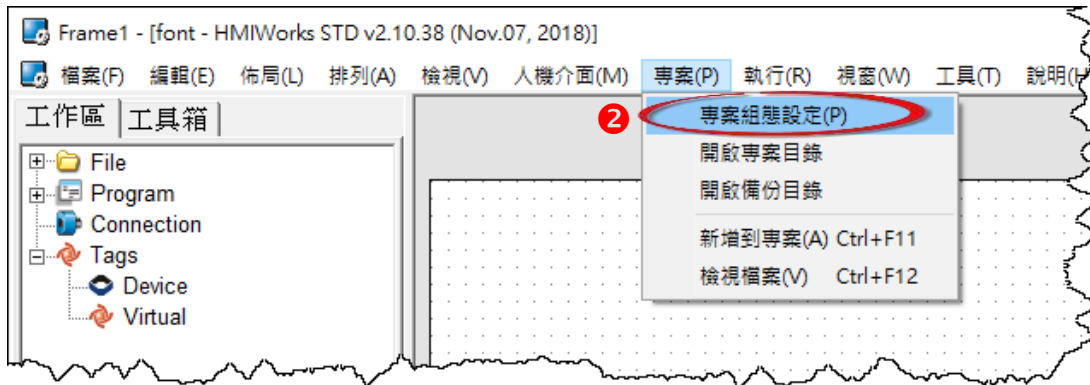 Frame1 - [font - HMIWorks STD v2.10.38 (Nov.07, 2018)]
檔案(F) 編輯(E) 佈局(L) 排列(A) 檢視(V) 人機介面(M) 專案(P) 執行(R) 視窗(W) 工具(T) 說明(H
工作區 工具箱
File
Program
Connection
Tags
Device
Virtual
2
專案組態設定(P)
開啟專案目錄
開啟備份目錄
新增到專案(A) Ctrl+F11
檢視檔案(V) Ctrl+F12